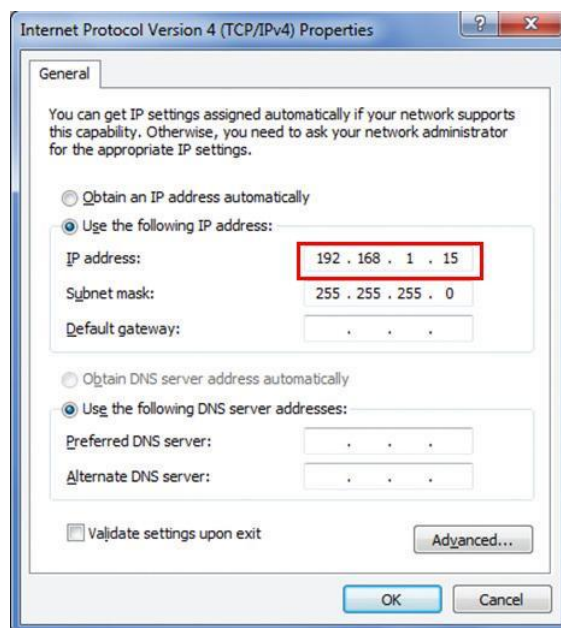 Internet Protocol Version 4 (TCP/IPv4) Properties
General
You can get IP settings assigned automatically if your network supports
this capability. Otherwise, you need to ask your network administrator
for the appropriate IP settings.
Obtain an IP address automatically
Use the following IP address:
IP address: 192 . 168 . 1 . 15
Subnet mask: 255 . 255 . 255 . 0
Default gateway: . . .
Obtain DNS server address automatically
Use the following DNS server addresses:
Preferred DNS server: . . .
Alternate DNS server: . . .
Validate settings upon exit
Advanced...
OK Cancel